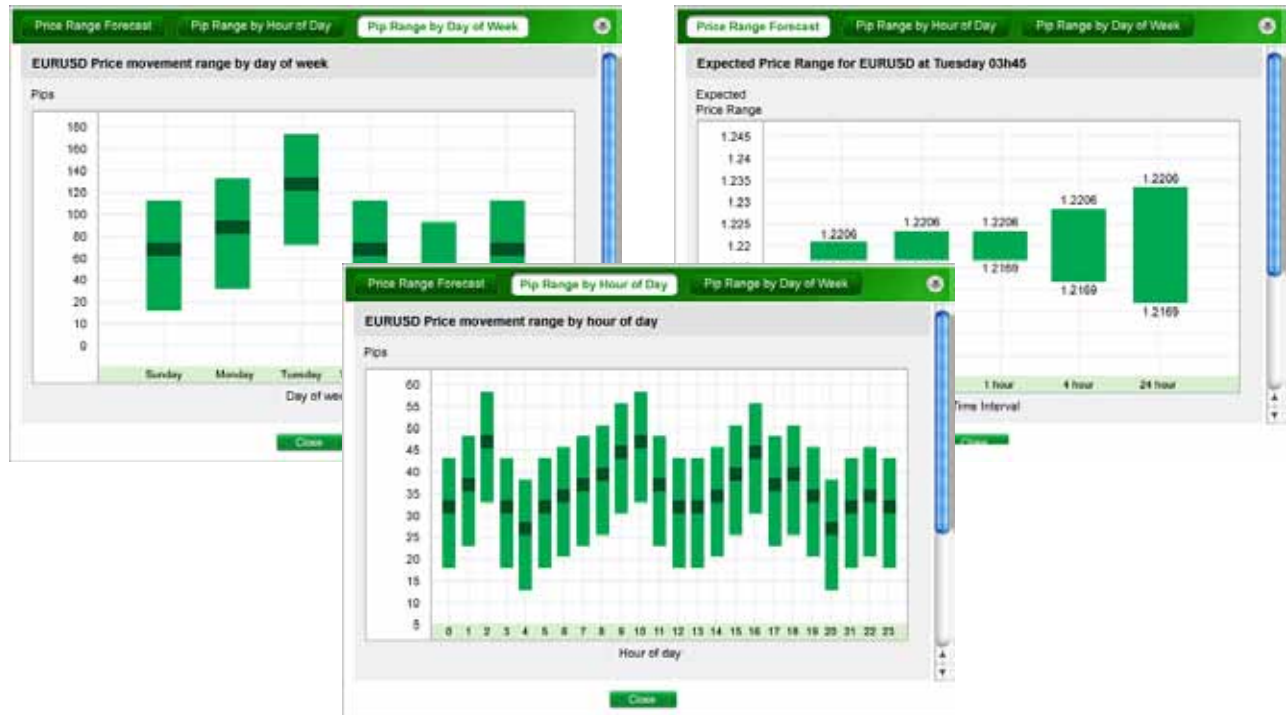 Price Range Forecast
Pip Range by Hour of Day
Pip Range by Day of Week
EURUSD Price movement range by day of week
Pips
180
160
140
120
100
80
60
40
20
10
0
Sunday
Monday
Tuesday
Day of we
Close
Price Range Forecast
Pip Range by Hour of Day
Pip Range by Day of Week
Expected Price Range for EURUSD at Tuesday 03h45
Expected
Price Range
1.245
1.24
1.235
1.23
1.225
1.22
1.2206
1.2206
1.2206
1.2206
1.2206
1.2169
1.2169
1.2169
1 hour
4 hour
24 hour
Time Interval
Close
Price Range Forecast
Pip Range by Hour of Day
Pip Range by Day of Week
EURUSD Price movement range by hour of day
Pips
60
55
50
45
40
35
30
25
20
15
10
5
0 1 2 3 4 5 6 7 8 9 10 11 12 13 14 15 16 17 18 19 20 21 22 23
Hour of day
Close